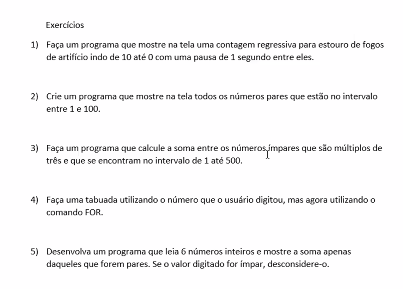 Exercícios
1) Faça um programa que mostre na tela uma contagem regressiva para estouro de fogos
de artifício indo de 10 até 0 com uma pausa de 1 segundo entre eles.
2) Crie um programa que mostre na tela todos os números pares que estão no intervalo
entre 1 e 100.
3) Faça um programa que calcule a soma entre os números ímpares que são múltiplos de
três e que se encontram no intervalo de 1 até 500.
4) Faça uma tabuada utilizando o número que o usuário digitou, mas agora utilizando o
comando FOR.
5) Desenvolva um programa que leia 6 números inteiros e mostre a soma apenas
daqueles que forem pares. Se o valor digitado for ímpar, desconsidere-o.